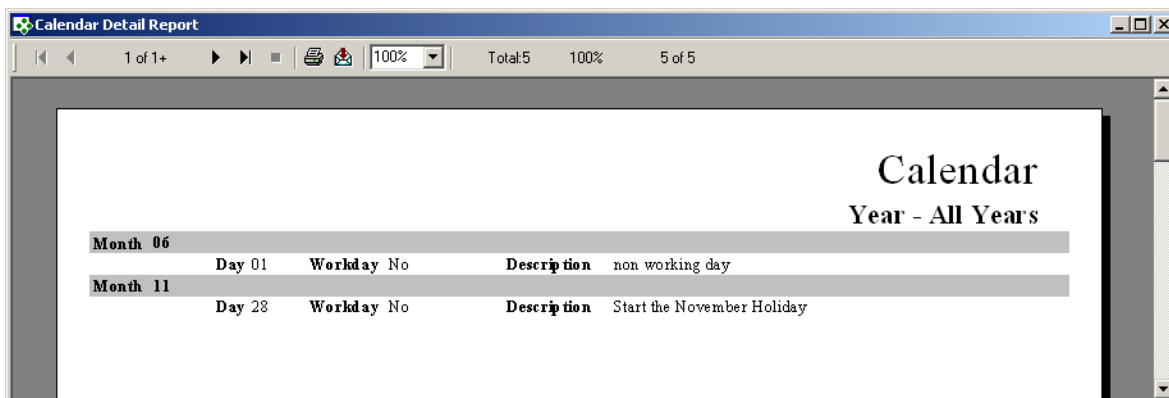 Calendar Detail Report
1 of 1+ 100% Total:5 100% 5 of 5
Calendar
Year - All Years
Month 06
Day 01 Workday No Description non working day
Month 11
Day 28 Workday No Description Start the November Holiday